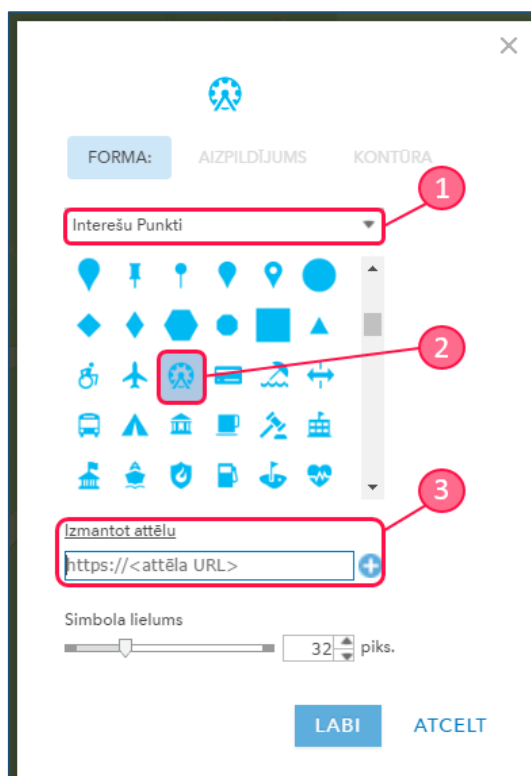 FORMA: AIZPILDĪJUMS KONTŪRA
1
Interešu Punkti
2
3
Izmantot attēlu
https://<attēla URL>
Simbola lielums
32 piks.
LABI ATCELT